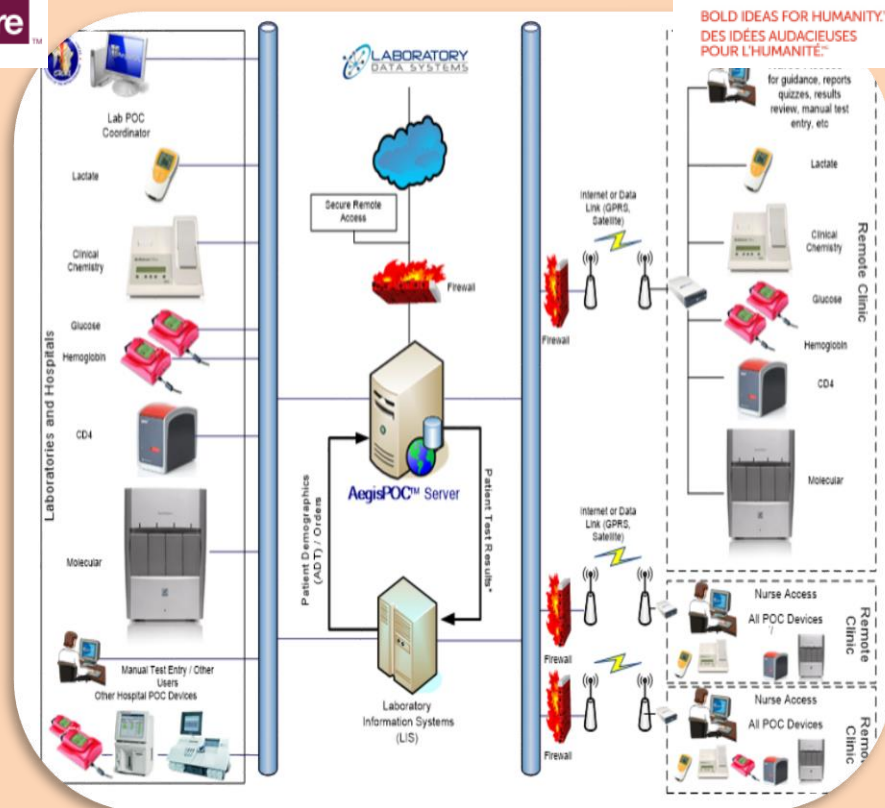 re
TM
BOLD IDEAS FOR HUMANITY.
DES IDÉES AUDACIEUSES
POUR L'HUMANITÉ.
LABORATORY
DATA SYSTEMS
Lab POC
Coordinator
Lactate
Clinical
Chemistry
Glucose
Hemoglobin
CD4
Molecular
Manual Test Entry / Other
Users
Other Hospital POC Devices
Laboratories and Hospitals
Secure Remote
Access
Firewall
AegisPOC™ Server
Patient Demographics
(ADT) / Orders
Patient Test Results*
Laboratory
Information Systems
(LIS)
Internet or Data
Link (GPRS,
Satellite)
Firewall
Internet or Data
Link (GPRS,
Satellite)
Firewall
Firewall
for guidance, reports
quizzes, results
review, manual test
entry, etc
Lactate
Clinical
Chemistry
Glucose
Hemoglobin
CD4
Molecular
Remote Clinic
Nurse Access
All POC Devices
Remote
Clinic
Nurse Access
All POC Devices
Remote
Clinic